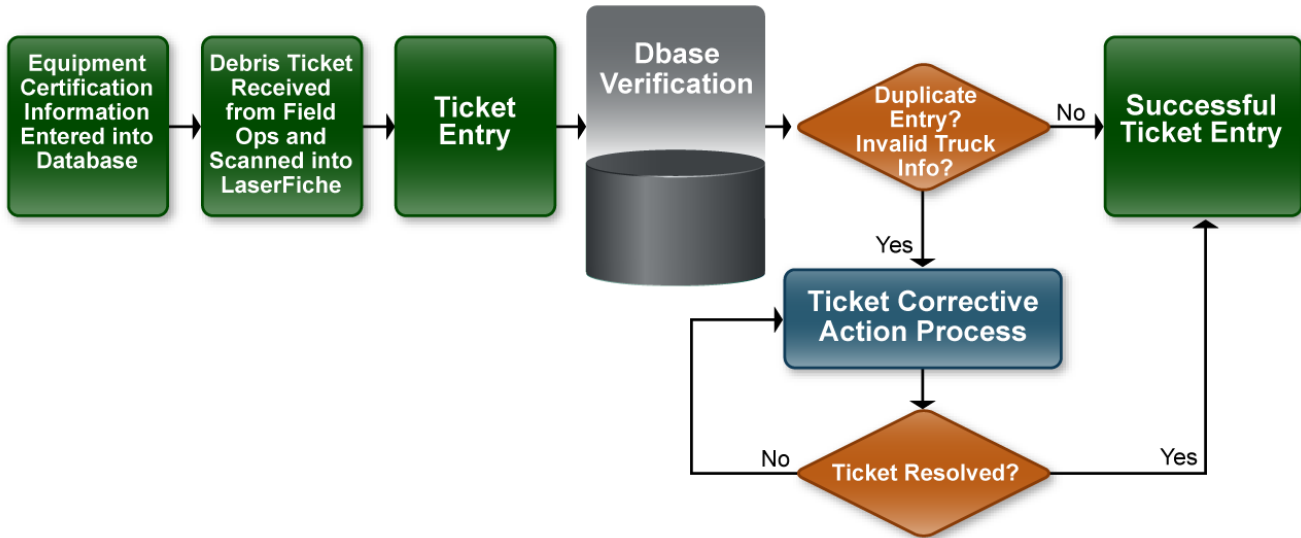 Equipment
Certification
Information
Entered into
Database
Debris Ticket
Received
from Field
Ops and
Scanned into
LaserFiche
Ticket
Entry
Dbase
Verification
Duplicate
Entry?
Invalid Truck
Info?
No
Successful
Ticket Entry
Yes
Ticket Corrective
Action Process
No
Ticket Resolved?
Yes